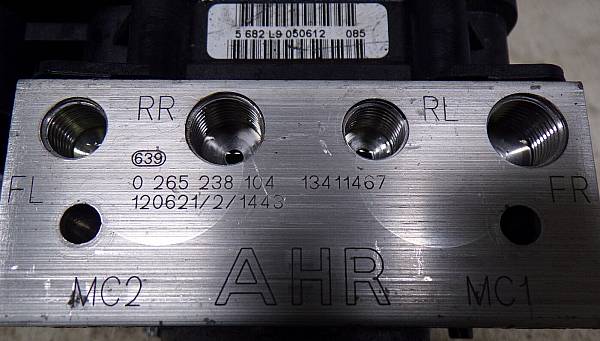 5 682 L9 050612 085
RR RL
639
FL 0 265 238 104 13411467 FR
120621/2/1443
AHR
MC2 MC1